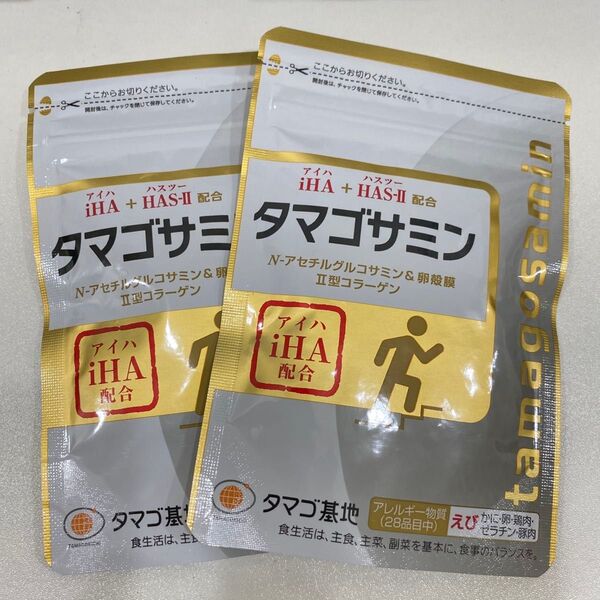 ここからお切りください。
開封後は、チャックを閉じて保存してください。
アイハ ハスツー
iHA + HAS-II 配合
タマゴサミ
N-アセチルグルコサミン&卵
II型コラーゲン
アイハ
iHA
配合
タマゴ基
TAMAGOKICHI
食生活は、主食、主
ここからお切りください。
開封後は、チャックを閉じて保存してください。
アイハ ハスツー
iHA + HAS-II 配合
タマゴサミン
N-アセチルグルコサミン&卵殻膜
II型コラーゲン
アイハ
iHA
配合
tamagosamin
タマゴ基地
TAMAGOKICHI
アレルギー物質
(28品目中)
えび
かに・卵・鶏肉・
ゼラチン・豚肉
食生活は、主食、主菜、副菜を基本に、食事のバランスを。